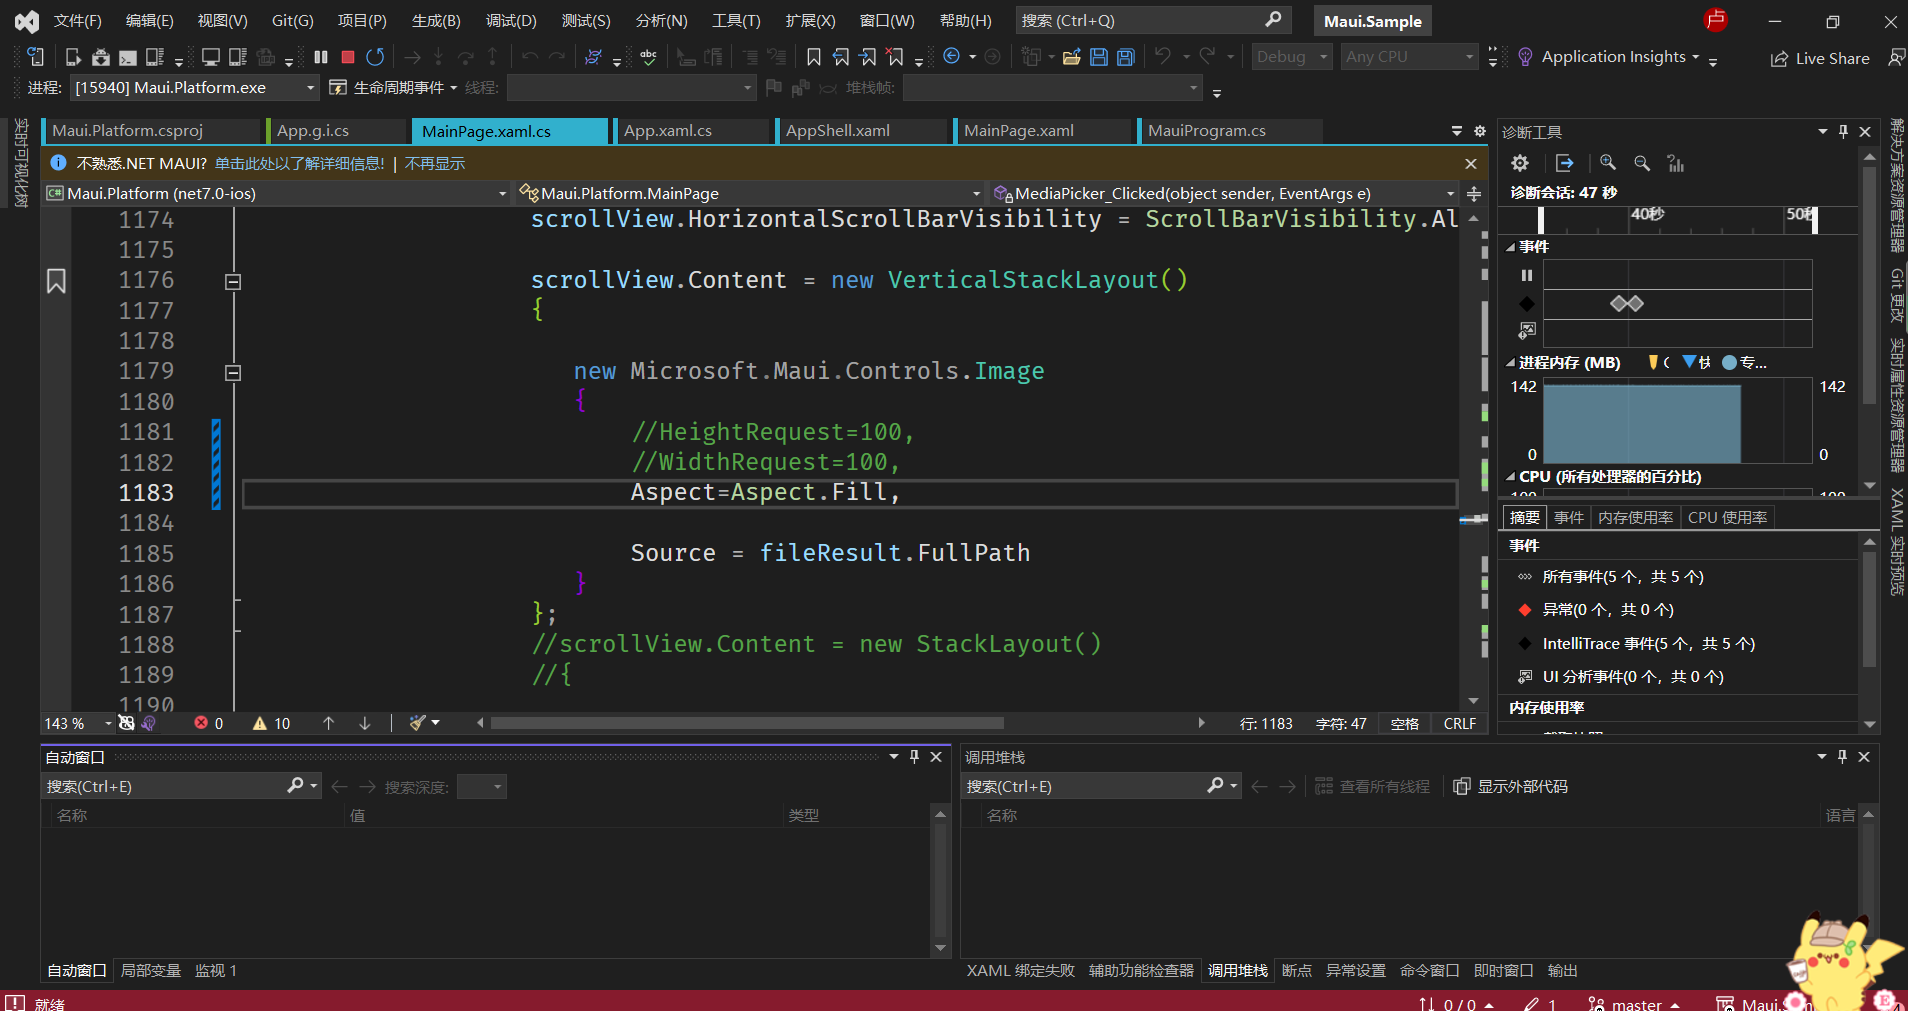 文件(F) 编辑(E) 视图(V) Git(G) 项目(P) 生成(B) 调试(D) 测试(S) 分析(N) 工具(T) 扩展(X) 窗口(W) 帮助(H) 搜索 (Ctrl+Q) Maui.Sample 卢
Debug Any CPU Application Insights Live Share
进程: [15940] Maui.Platform.exe 生命周期事件 线程: 堆栈帧:
Maui.Platform.csproj App.g.i.cs MainPage.xaml.cs App.xaml.cs AppShell.xaml MainPage.xaml MauiProgram.cs
不熟悉.NET MAUI? 单击此处以了解详细信息! | 不再显示
Maui.Platform (net7.0-ios) Maui.Platform.MainPage MediaPicker_Clicked(object sender, EventArgs e)
1174 scrollView.HorizontalScrollBarVisibility = ScrollBarVisibility.Al
1175
1176 scrollView.Content = new VerticalStackLayout()
1177 {
1178
1179 new Microsoft.Maui.Controls.Image
1180 {
1181 //HeightRequest=100,
1182 //WidthRequest=100,
1183 Aspect=Aspect.Fill,
1184
1185 Source = fileResult.FullPath
1186 }
1187 };
1188 //scrollView.Content = new StackLayout()
1189 //{
1190
143 % 0 10 行: 1183 字符: 47 空格 CRLF
实时可视化树
诊断工具
诊断会话: 47 秒
40秒 50秒
事件
进程内存 (MB) 快 专...
142 142
0 0
CPU (所有处理器的百分比)
100 100
摘要 事件 内存使用率 CPU 使用率
事件
所有事件(5 个，共 5 个)
异常(0 个，共 0 个)
IntelliTrace 事件(5 个，共 5 个)
UI 分析事件(0 个，共 0 个)
内存使用率
解决方案资源管理器
Git 更改
实时属性资源管理器
XAML 实时预览
自动窗口
搜索(Ctrl+E) 搜索深度:
名称 值 类型
自动窗口 局部变量 监视 1
调用堆栈
搜索(Ctrl+E) 查看所有线程 显示外部代码
名称 语言
XAML 绑定失败 辅助功能检查器 调用堆栈 断点 异常设置 命令窗口 即时窗口 输出
就绪 0 / 0 1 master Maui.